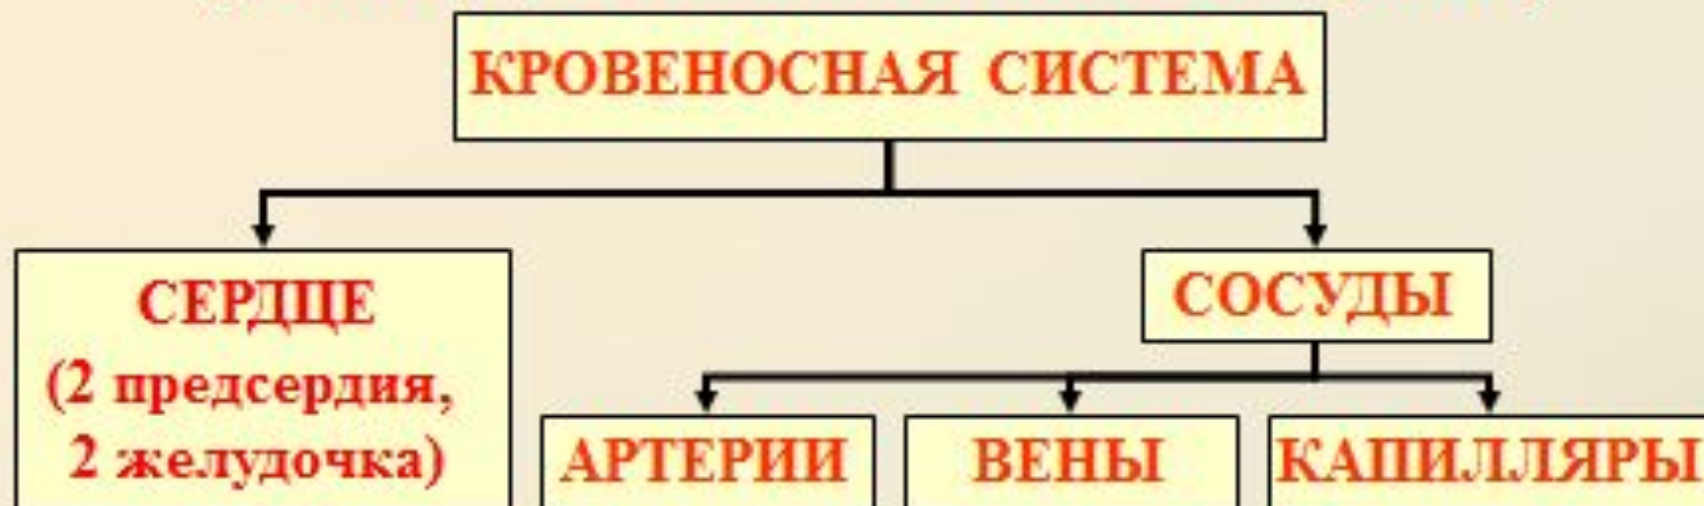 КРОВЕНОСНАЯ СИСТЕМА
СЕРДЦЕ
(2 предсердия,
2 желудочка)
СОСУДЫ
АРТЕРИИ
ВЕНЫ
КАПИЛЛЯРЫ